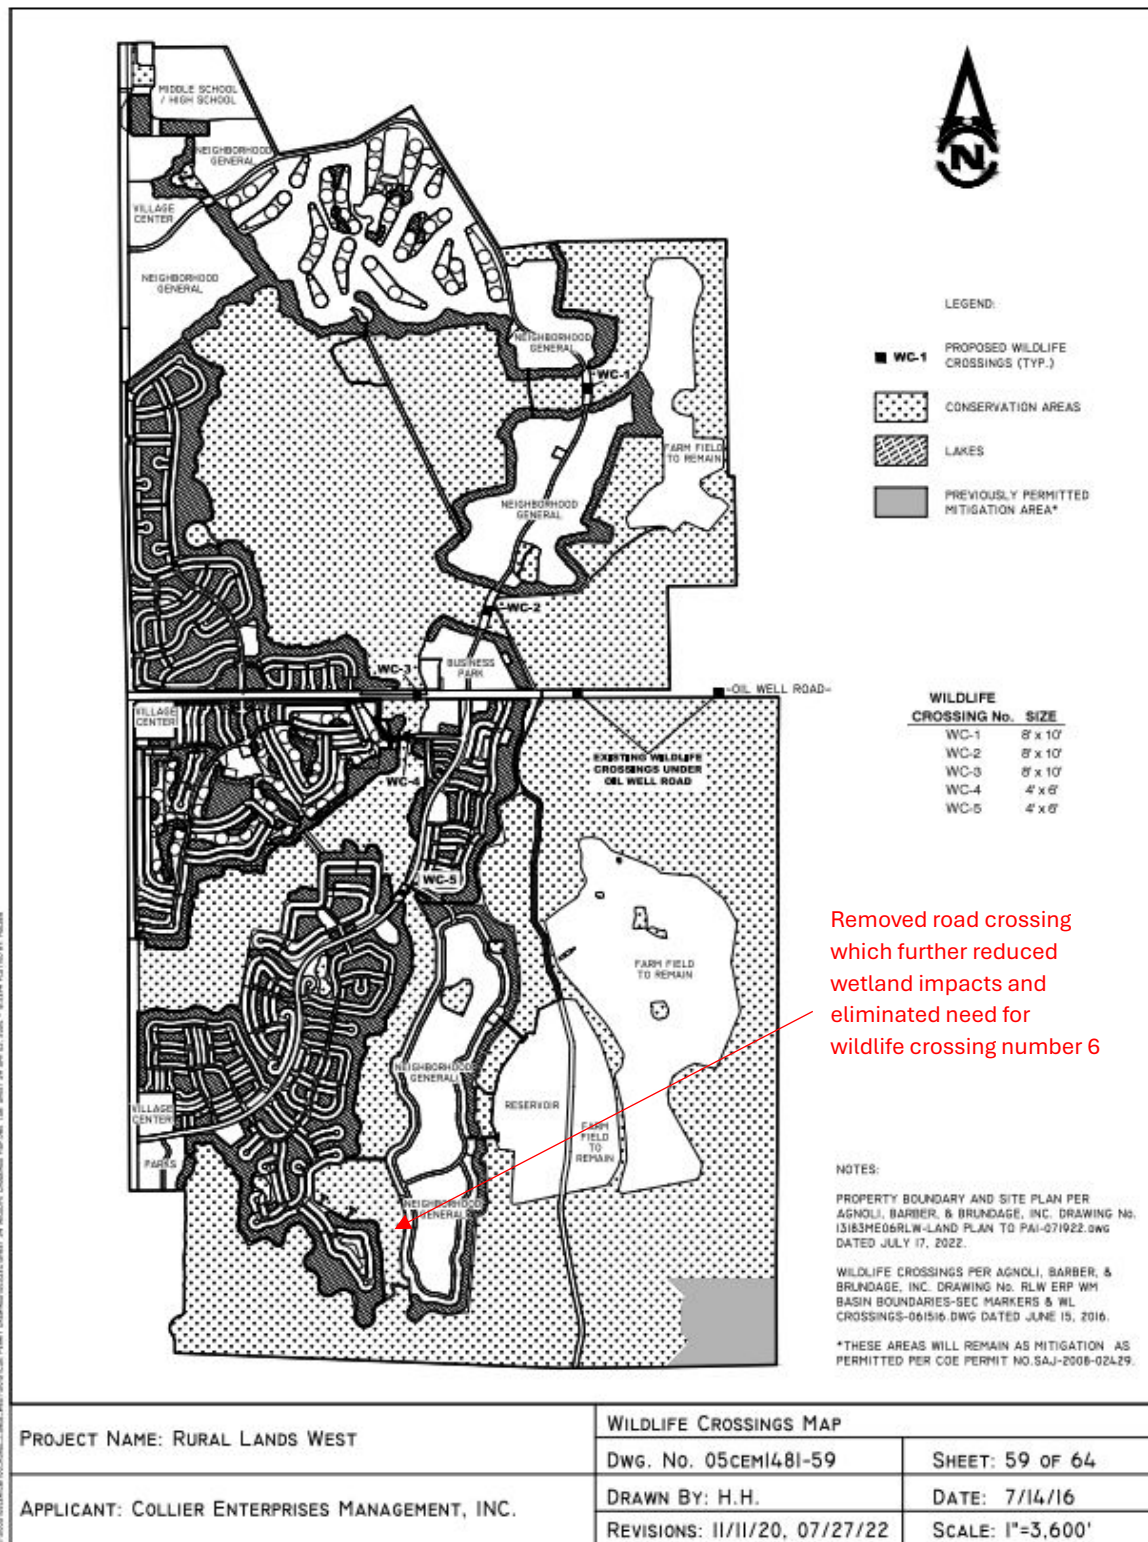 MIDDLE SCHOOL
/ HIGH SCHOOL
NEIGHBORHOOD
GENERAL
VILLAGE
CENTER
NEIGHBORHOOD
GENERAL
N
LEGEND:
WC-1
PROPOSED WILDLIFE
CROSSINGS (TYP.)
CONSERVATION AREAS
LAKES
PREVIOUSLY PERMITTED
MITIGATION AREA*
NEIGHBORHOOD
GENERAL
WC-1
FARM FIELD
TO REMAIN
NEIGHBORHOOD
GENERAL
WC-2
WC-3
BUSINESS
PARK
-OIL WELL ROAD-
VILLAGE
CENTER
EXISTING WILDLIFE
CROSSINGS UNDER
OIL WELL ROAD
WC-4
WILDLIFE
CROSSING No. SIZE
WC-1 8' x 10'
WC-2 8' x 10'
WC-3 8' x 10'
WC-4 4' x 6'
WC-5 4' x 6'
WC-5
FARM FIELD
TO REMAIN
Removed road crossing
which further reduced
wetland impacts and
eliminated need for
wildlife crossing number 6
NEIGHBORHOOD
GENERAL
RESERVOIR
FARM
FIELD
TO
REMAIN
VILLAGE
CENTER
PARKS
NEIGHBORHOOD
GENERAL
NOTES:
PROPERTY BOUNDARY AND SITE PLAN PER
AGNOLI, BARBER, & BRUNDAGE, INC. DRAWING No.
13183ME06RLW-LAND PLAN TO PAI-071922.DWG
DATED JULY 17, 2022.
WILDLIFE CROSSINGS PER AGNOLI, BARBER, &
BRUNDAGE, INC. DRAWING No. RLW ERP WM
BASIN BOUNDARIES-SEC MARKERS & WL
CROSSINGS-061516.DWG DATED JUNE 15, 2016.
*THESE AREAS WILL REMAIN AS MITIGATION AS
PERMITTED PER COE PERMIT NO.SAJ-2008-02429.
PROJECT NAME: RURAL LANDS WEST
APPLICANT: COLLIER ENTERPRISES MANAGEMENT, INC.
WILDLIFE CROSSINGS MAP
DWG. NO. 05CEM1481-59
SHEET: 59 OF 64
DRAWN BY: H.H.
DATE: 7/14/16
REVISIONS: 11/11/20, 07/27/22
SCALE: 1"=3,600'